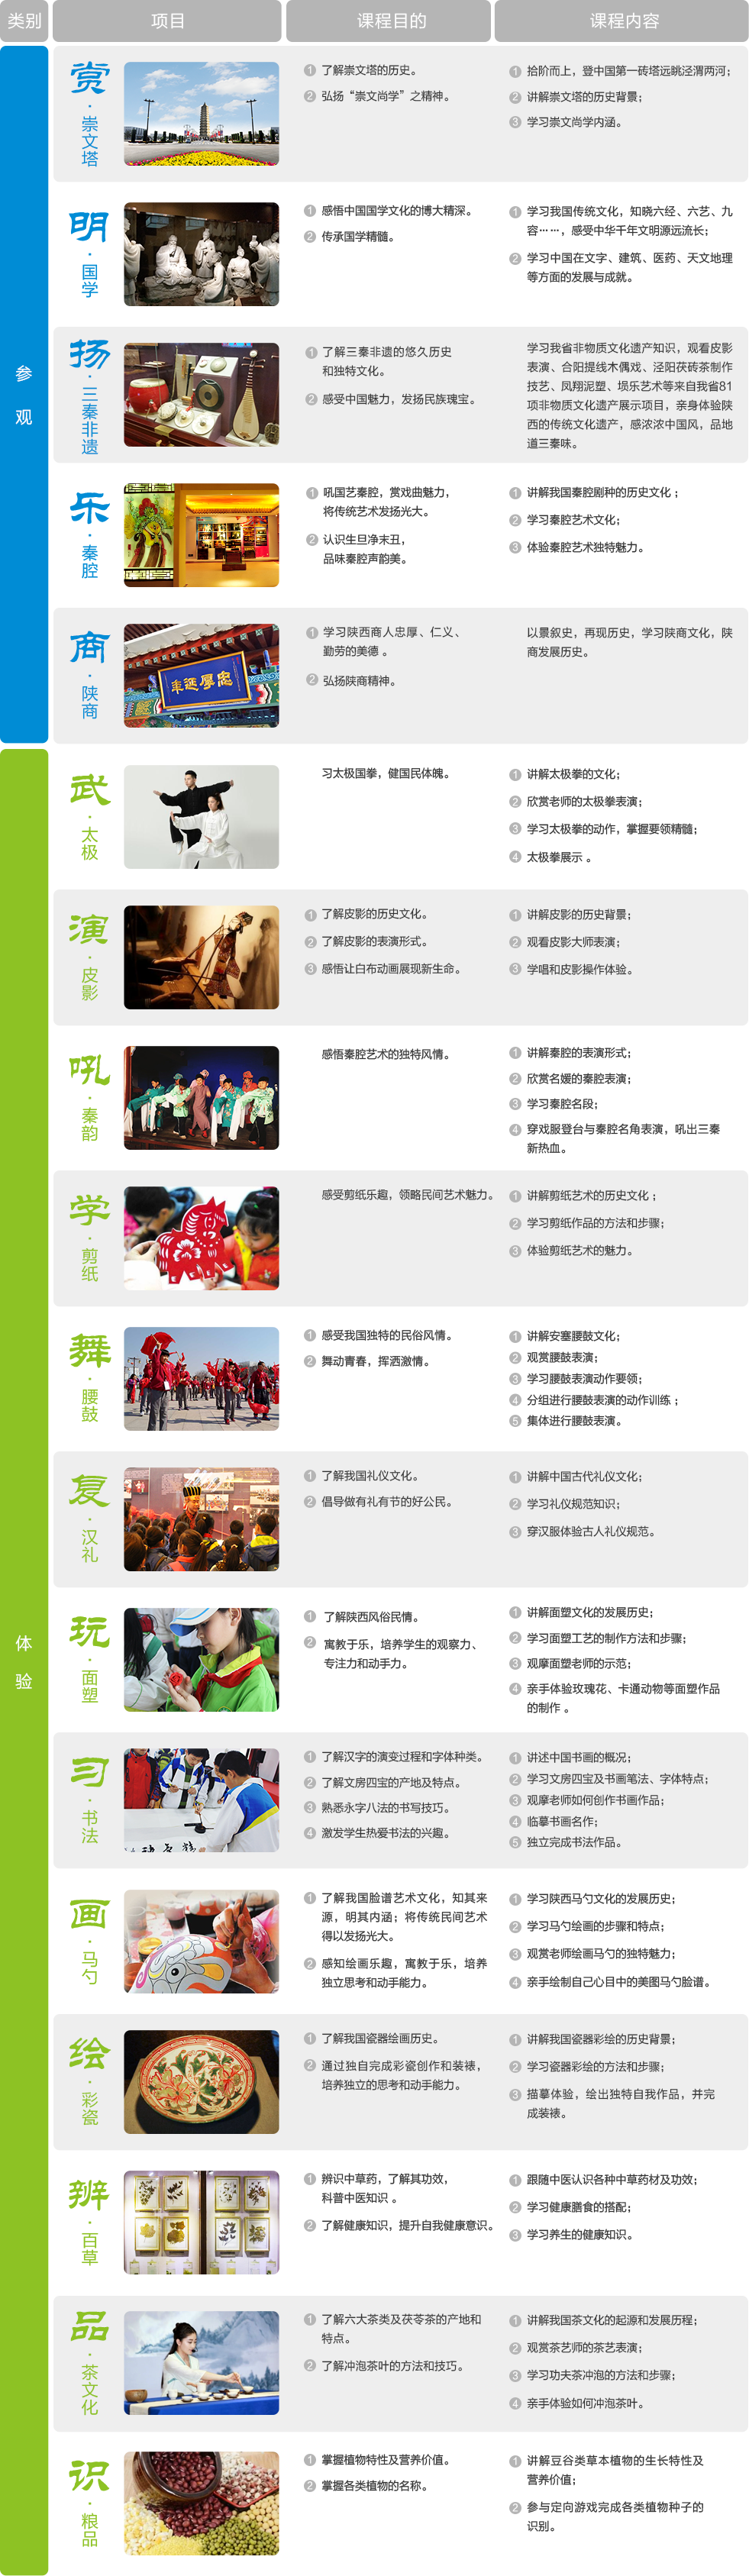 类别 项目 课程目的 课程内容
参观
赏·崇文塔
1 了解崇文塔的历史。
2 弘扬“崇文尚学”之精神。
1 拾阶而上，登中国第一砖塔远眺泾渭两河；
2 讲解崇文塔的历史背景；
3 学习崇文尚学内涵。
明·国学
1 感悟中国国学文化的博大精深。
2 传承国学精髓。
1 学习我国传统文化，知晓六经、六艺、九
容……，感受中华千年文明源远流长；
2 学习中国在文字、建筑、医药、天文地理
等方面的发展与成就。
扬·三秦非遗
1 了解三秦非遗的悠久历史
和独特文化。
2 感受中国魅力，发扬民族瑰宝。
学习我省非物质文化遗产知识，观看皮影
表演、合阳提线木偶戏、泾阳茯砖茶制作
技艺、凤翔泥塑、埙乐艺术等来自我省81
项非物质文化遗产展示项目，亲身体验陕
西的传统文化遗产，感浓浓中国风，品地
道三秦味。
乐·秦腔
1 吼国艺秦腔，赏戏曲魅力，
将传统艺术发扬光大。
2 认识生旦净末丑，
品味秦腔声韵美。
1 讲解我国秦腔剧种的历史文化；
2 学习秦腔艺术文化；
3 体验秦腔艺术独特魅力。
商·陕商
忠厚延年
1 学习陕西商人忠厚、仁义、
勤劳的美德。
2 弘扬陕商精神。
以景叙史，再现历史，学习陕商文化，陕
商发展历史。
体验
武·太极
习太极国拳，健国民体魄。
1 讲解太极拳的文化；
2 欣赏老师的太极拳表演；
3 学习太极拳的动作，掌握要领精髓；
4 太极拳展示。
演·皮影
1 了解皮影的历史文化。
2 了解皮影的表演形式。
3 感悟让白布动画展现新生命。
1 讲解皮影的历史背景；
2 观看皮影大师表演；
3 学唱和皮影操作体验。
吼·秦韵
感悟秦腔艺术的独特风情。
1 讲解秦腔的表演形式；
2 欣赏名媛的秦腔表演；
3 学习秦腔名段；
4 穿戏服登台与秦腔名角表演，吼出三秦
新热血。
学·剪纸
感受剪纸乐趣，领略民间艺术魅力。
1 讲解剪纸艺术的历史文化；
2 学习剪纸作品的方法和步骤；
3 体验剪纸艺术的魅力。
舞·腰鼓
1 感受我国独特的民俗风情。
2 舞动青春，挥洒激情。
1 讲解安塞腰鼓文化；
2 观赏腰鼓表演；
3 学习腰鼓表演动作要领；
4 分组进行腰鼓表演的动作训练；
5 集体进行腰鼓表演。
复·汉礼
1 了解我国礼仪文化。
2 倡导做有礼有节的好公民。
1 讲解中国古代礼仪文化；
2 学习礼仪规范知识；
3 穿汉服体验古人礼仪规范。
玩·面塑
1 了解陕西风俗民情。
2 寓教于乐，培养学生的观察力、
专注力和动手力。
1 讲解面塑文化的发展历史；
2 学习面塑工艺的制作方法和步骤；
3 观摩面塑老师的示范；
4 亲手体验玫瑰花、卡通动物等面塑作品
的制作。
习·书法
1 了解汉字的演变过程和字体种类。
2 了解文房四宝的产地及特点。
3 熟悉永字八法的书写技巧。
4 激发学生热爱书法的兴趣。
1 讲述中国书画的概况；
2 学习文房四宝及书画笔法、字体特点；
3 观摩老师如何创作书画作品；
4 临摹书画名作；
5 独立完成书法作品。
画·马勺
1 了解我国脸谱艺术文化，知其来
源，明其内涵；将传统民间艺术
得以发扬光大。
2 感知绘画乐趣，寓教于乐，培养
独立思考和动手能力。
1 学习陕西马勺文化的发展历史；
2 学习马勺绘画的步骤和特点；
3 观赏老师绘画马勺的独特魅力；
4 亲手绘制自己心目中的美图马勺脸谱。
绘·彩瓷
1 了解我国瓷器绘画历史。
2 通过独自完成彩瓷创作和装裱，
培养独立的思考和动手能力。
1 讲解我国瓷器彩绘的历史背景；
2 学习瓷器彩绘的方法和步骤；
3 描摹体验，绘出独特自我作品，并完
成装裱。
辨·百草
1 辨识中草药，了解其功效，
科普中医知识。
2 了解健康知识，提升自我健康意识。
1 跟随中医认识各种中草药材及功效；
2 学习健康膳食的搭配；
3 学习养生的健康知识。
品·茶文化
1 了解六大茶类及茯苓茶的产地和
特点。
2 了解冲泡茶叶的方法和技巧。
1 讲解我国茶文化的起源和发展历程；
2 观赏茶艺师的茶艺表演；
3 学习功夫茶冲泡的方法和步骤；
4 亲手体验如何冲泡茶叶。
识·粮品
1 掌握植物特性及营养价值。
2 掌握各类植物的名称。
1 讲解豆谷类草本植物的生长特性及
营养价值；
2 参与定向游戏完成各类植物种子的
识别。